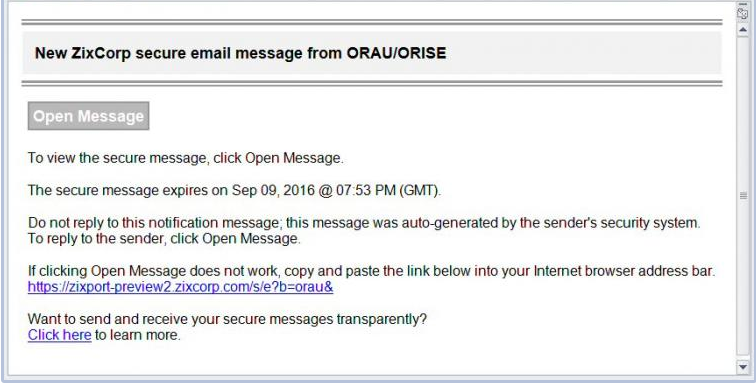 New ZixCorp secure email message from ORAU/ORISE
Open Message
To view the secure message, click Open Message.
The secure message expires on Sep 09, 2016 @ 07:53 PM (GMT).
Do not reply to this notification message; this message was auto-generated by the sender's security system.
To reply to the sender, click Open Message.
If clicking Open Message does not work, copy and paste the link below into your Internet browser address bar.
https://zixport-preview2.zixcorp.com/s/e?b=orau&
Want to send and receive your secure messages transparently?
Click here to learn more.